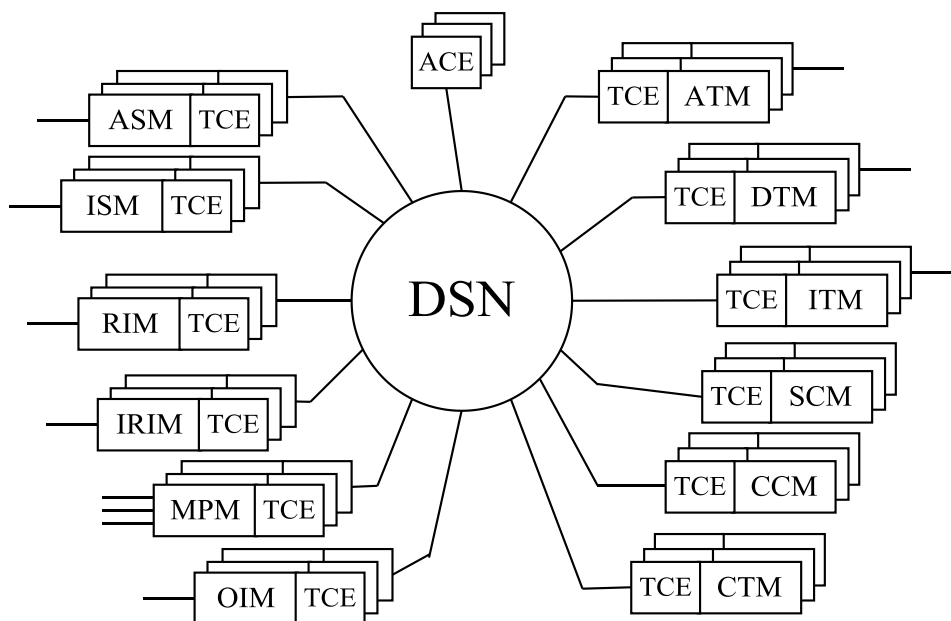 ACE
TCE ATM
ASM TCE
TCE DTM
ISM TCE
DSN
TCE ITM
RIM TCE
TCE SCM
IRIM TCE
TCE CCM
MPM TCE
TCE CTM
OIM TCE